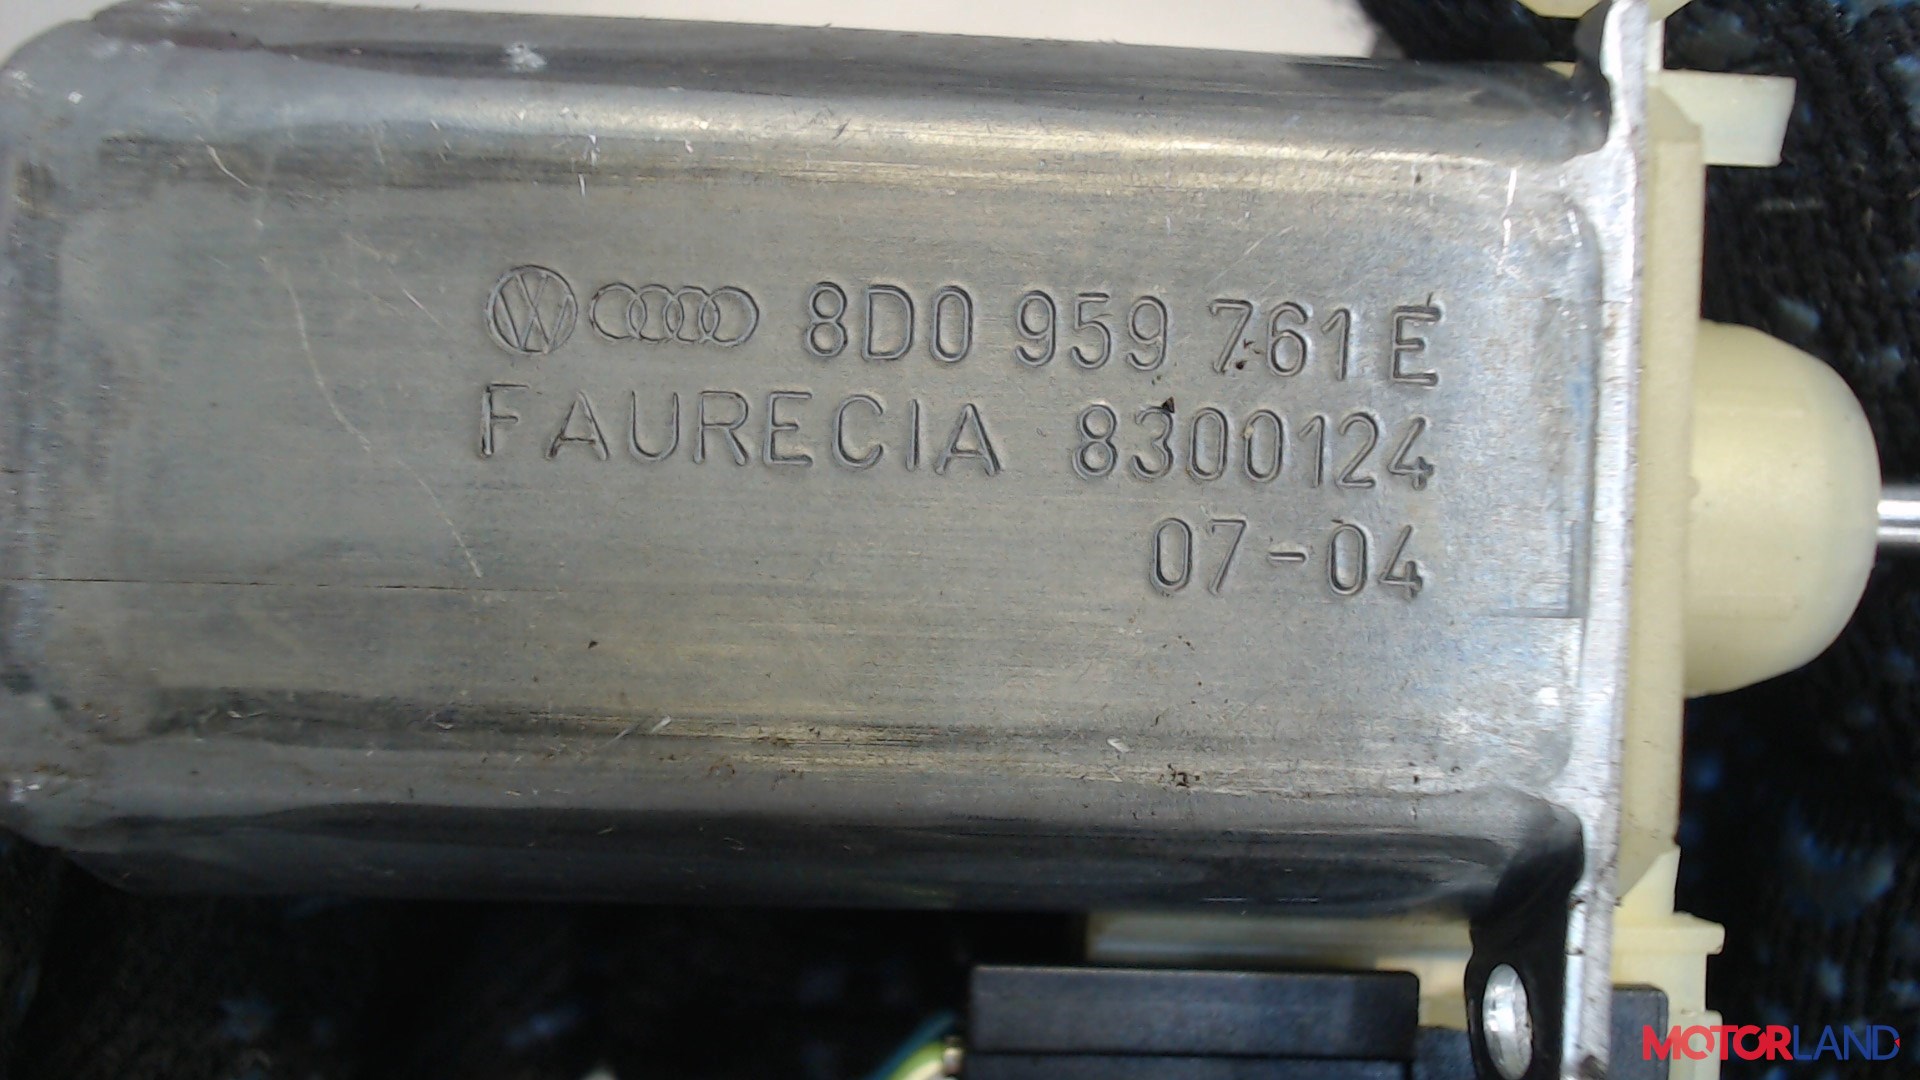 8D0 959 761 E
FAURECIA 8300124
07-04
MOTORLAND